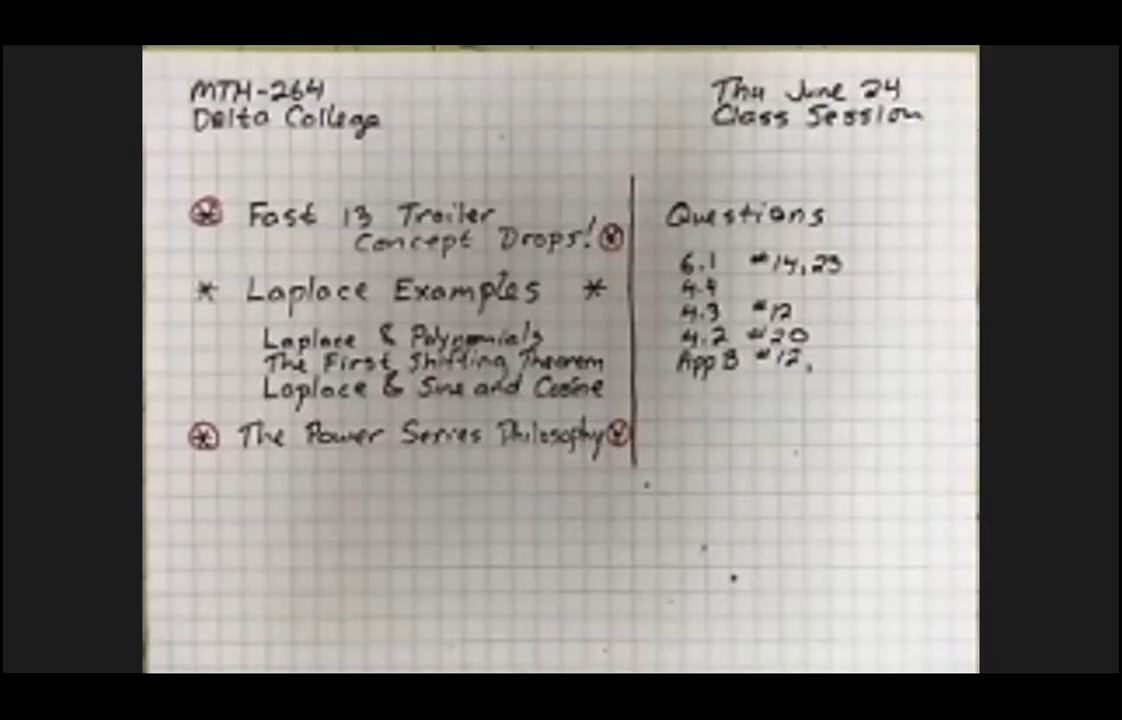 MTH-264
Delta College
Thu June 24
Class Session
Fast 13 Trailer
Concept Drops!
* Laplace Examples *
Laplace & Polynomials
The First Shifting Theorem
Laplace & Sine and Cosine
The Power Series Philosophy
Questions
6.1 #14, 23
4.4
4.3 #12
4.2 #20
App B #12,